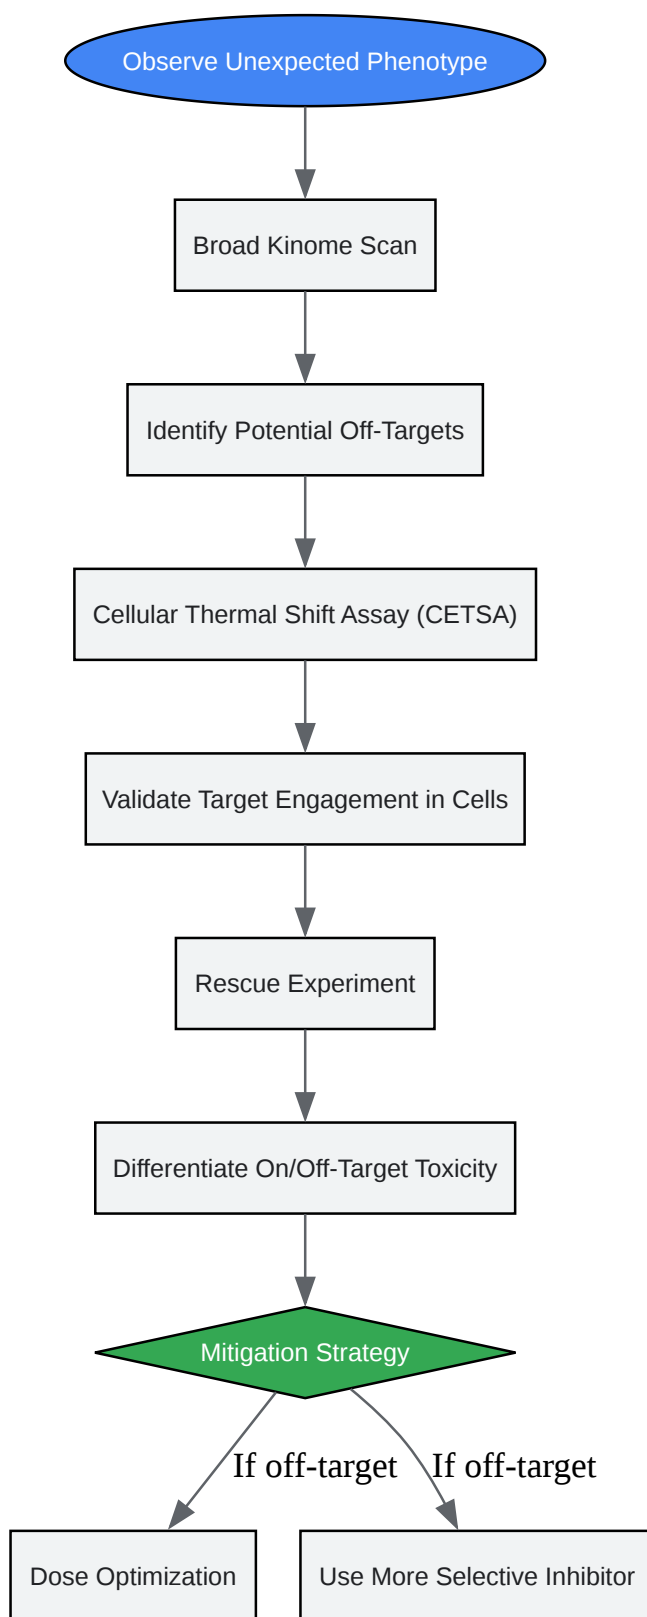 Observe Unexpected Phenotype
Broad Kinome Scan
Identify Potential Off-Targets
Cellular Thermal Shift Assay (CETSA)
Validate Target Engagement in Cells
Rescue Experiment
Differentiate On/Off-Target Toxicity
Mitigation Strategy
If off-target
If off-target
Dose Optimization
Use More Selective Inhibitor